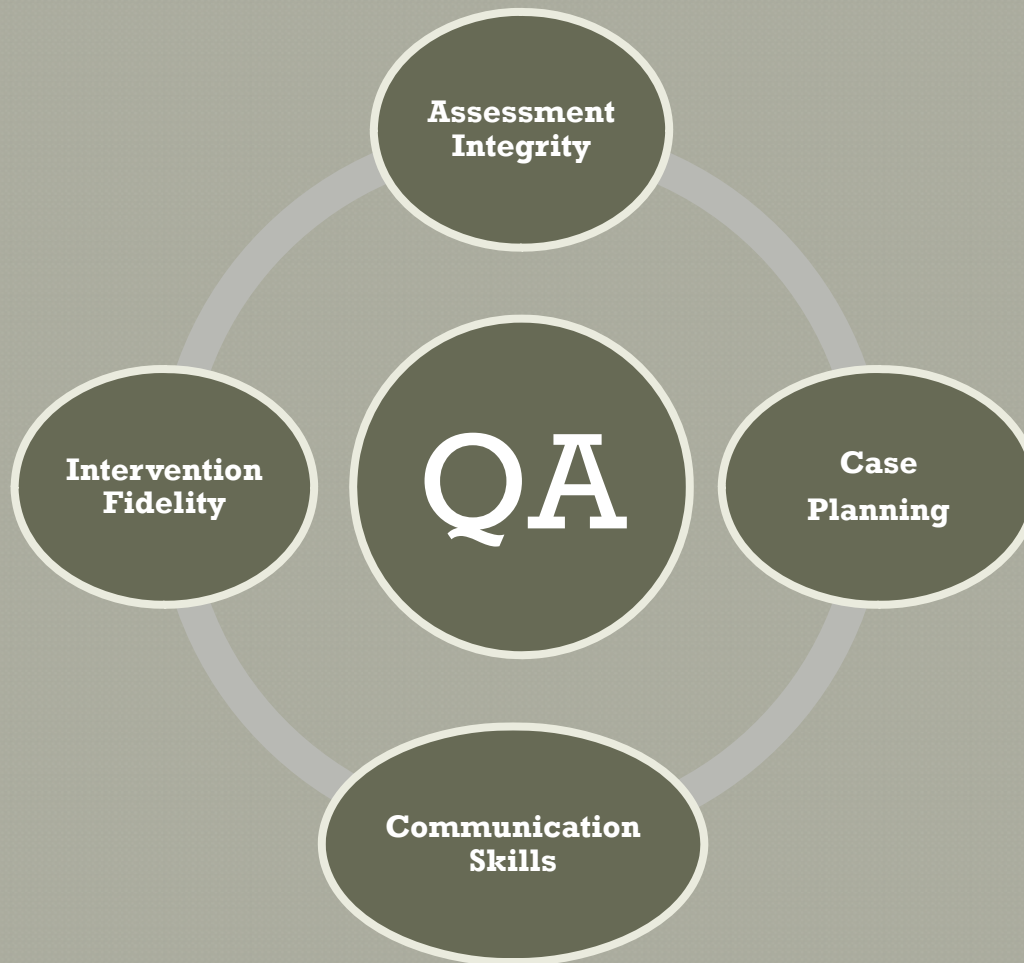 Assessment
Integrity
QA
Intervention
Fidelity
Case
Planning
Communication
Skills